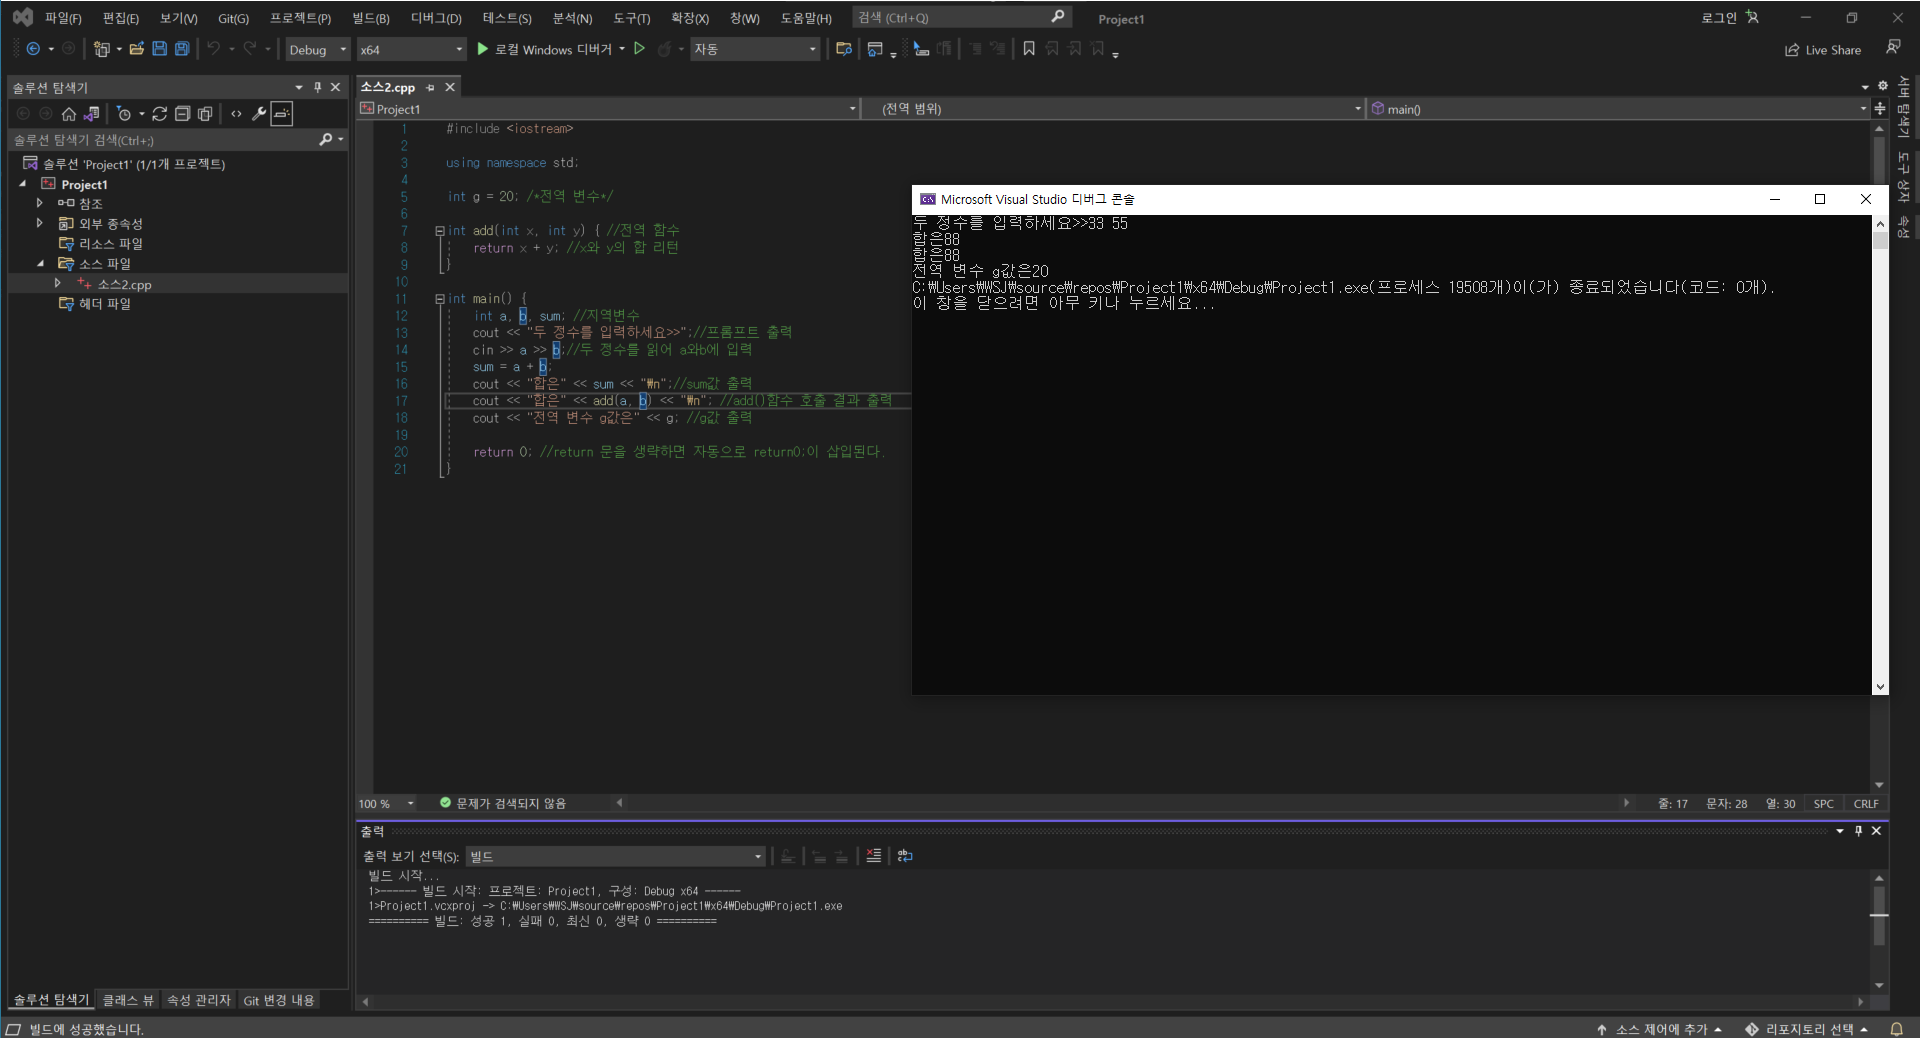 파일(F) 편집(E) 보기(V) Git(G) 프로젝트(P) 빌드(B) 디버그(D) 테스트(S) 분석(N) 도구(T) 확장(X) 창(W) 도움말(H) 검색 (Ctrl+Q) Project1 로그인
Debug x64 로컬 Windows 디버거 자동 Live Share
솔루션 탐색기
솔루션 탐색기 검색(Ctrl+;)
솔루션 'Project1' (1/1개 프로젝트)
Project1
참조
외부 종속성
리소스 파일
소스 파일
소스2.cpp
헤더 파일
솔루션 탐색기 클래스 뷰 속성 관리자 Git 변경 내용
소스2.cpp
Project1 (전역 범위) main()
1 #include <iostream>
2
3 using namespace std;
4
5 int g = 20; /*전역 변수*/
6
7 int add(int x, int y) { //전역 함수
8 return x + y; //x와 y의 합 리턴
9 }
10
11 int main() {
12 int a, b, sum; //지역변수
13 cout << "두 정수를 입력하세요>>";//프롬프트 출력
14 cin >> a >> b;//두 정수를 읽어 a와b에 입력
15 sum = a + b;
16 cout << "합은" << sum << "₩n";//sum값 출력
17 cout << "합은" << add(a, b) << "₩n"; //add()함수 호출 결과 출력
18 cout << "전역 변수 g값은" << g; //g값 출력
19
20 return 0; //return 문을 생략하면 자동으로 return0;이 삽입된다.
21 }
Microsoft Visual Studio 디버그 콘솔
두 정수를 입력하세요>>33 55
합은88
합은88
전역 변수 g값은20
C:₩Users₩WSJ₩source₩repos₩Project1₩x64₩Debug₩Project1.exe(프로세스 19508개)이(가) 종료되었습니다(코드: 0개).
이 창을 닫으려면 아무 키나 누르세요...
서버 탐색기
도구 상자
속성
100 % 문제가 검색되지 않음 줄: 17 문자: 28 열: 30 SPC CRLF
출력
출력 보기 선택(S): 빌드
빌드 시작...
1>------ 빌드 시작: 프로젝트: Project1, 구성: Debug x64 ------
1>Project1.vcxproj -> C:₩Users₩WSJ₩source₩repos₩Project1₩x64₩Debug₩Project1.exe
========== 빌드: 성공 1, 실패 0, 최신 0, 생략 0 ==========
빌드에 성공했습니다. 소스 제어에 추가 리포지토리 선택